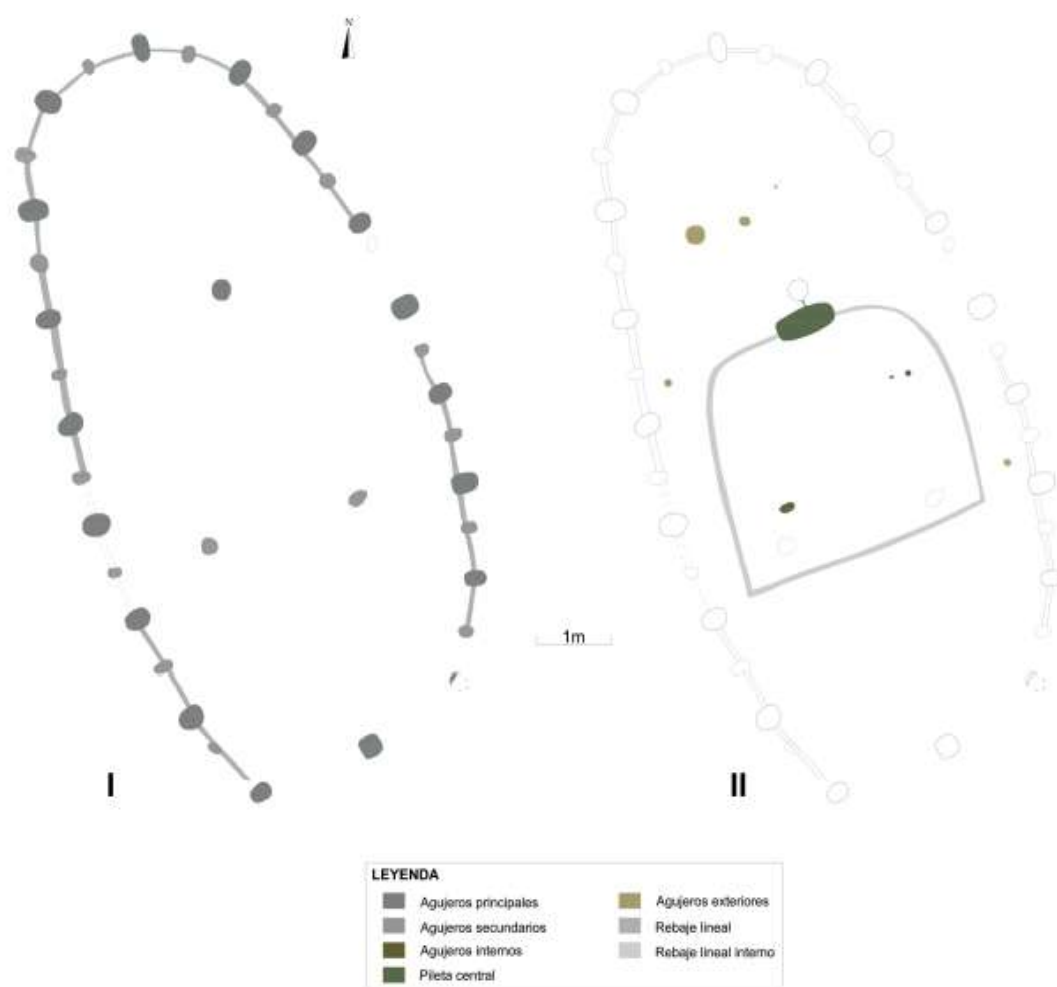 N
1m
I
II
LEYENDA
Agujeros principales
Agujeros secundarios
Agujeros internos
Pileta central
Agujeros exteriores
Rebaje lineal
Rebaje lineal interno